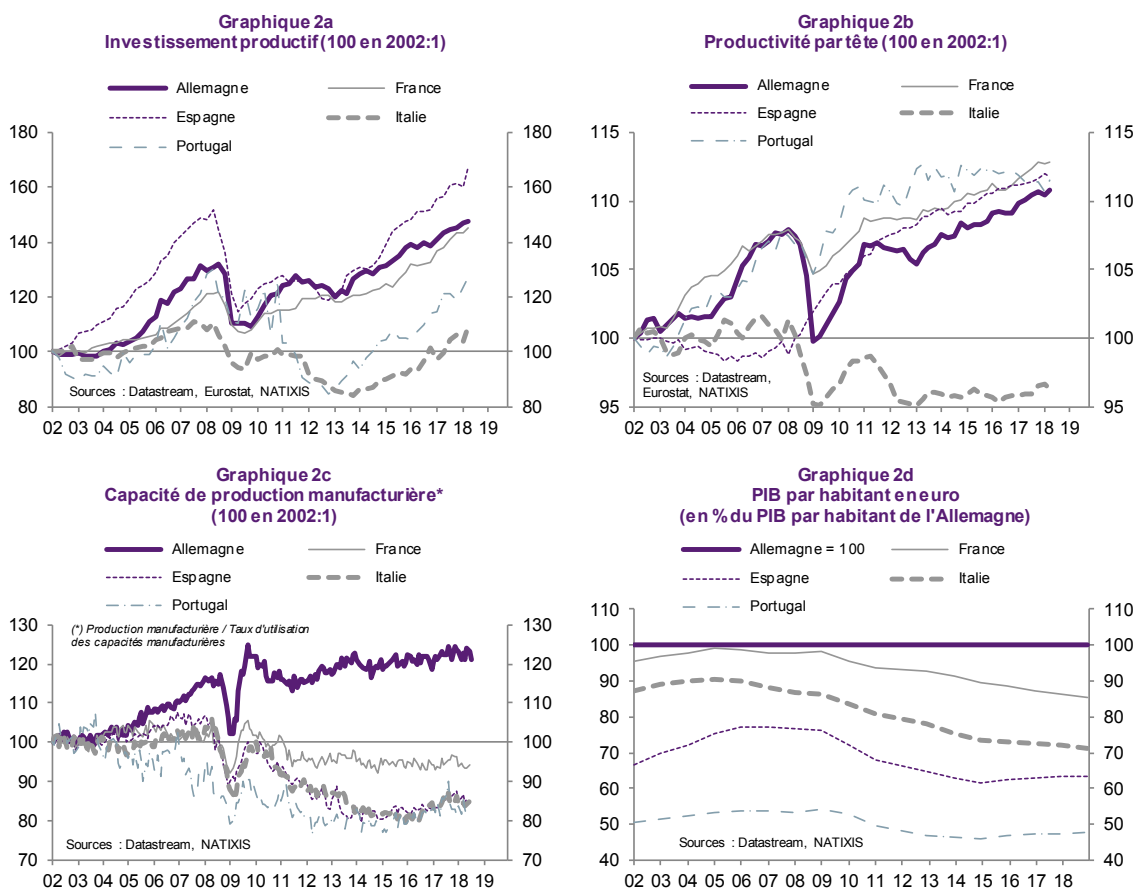 Graphique 2a
Investissement productif (100 en 2002:1)
Allemagne
France
Espagne
Italie
Portugal
180 180
160 160
140 140
120 120
100 100
80 80
Sources : Datastream, Eurostat, NATIXIS
02 03 04 05 06 07 08 09 10 11 12 13 14 15 16 17 18 19
Graphique 2b
Productivité par tête (100 en 2002:1)
Allemagne
France
Espagne
Italie
Portugal
115 115
110 110
105 105
100 100
95 95
Sources : Datastream,
Eurostat, NATIXIS
02 03 04 05 06 07 08 09 10 11 12 13 14 15 16 17 18 19
Graphique 2c
Capacité de production manufacturière*
(100 en 2002:1)
Allemagne
France
Espagne
Italie
Portugal
(*) Production manufacturière / Taux d'utilisation
des capacités manufacturières
130 130
120 120
110 110
100 100
90 90
80 80
70 70
Sources : Datastream, NATIXIS
02 03 04 05 06 07 08 09 10 11 12 13 14 15 16 17 18 19
Graphique 2d
PIB par habitant en euro
(en % du PIB par habitant de l'Allemagne)
Allemagne = 100
France
Espagne
Italie
Portugal
110 110
100 100
90 90
80 80
70 70
60 60
50 50
40 40
Sources : Datastream, NATIXIS
02 03 04 05 06 07 08 09 10 11 12 13 14 15 16 17 18